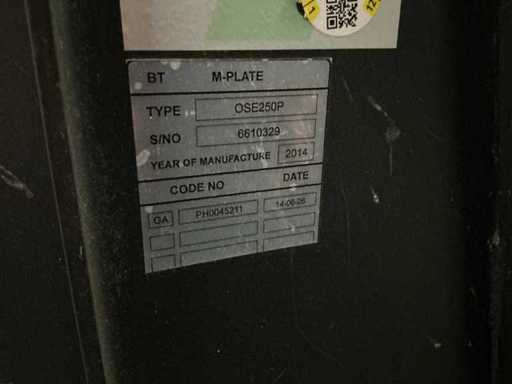 BT M-PLATE
TYPE OSE250P
S/NO 6610329
YEAR OF MANUFACTURE 2014
CODE NO DATE
GA PH0045211 14-06-26